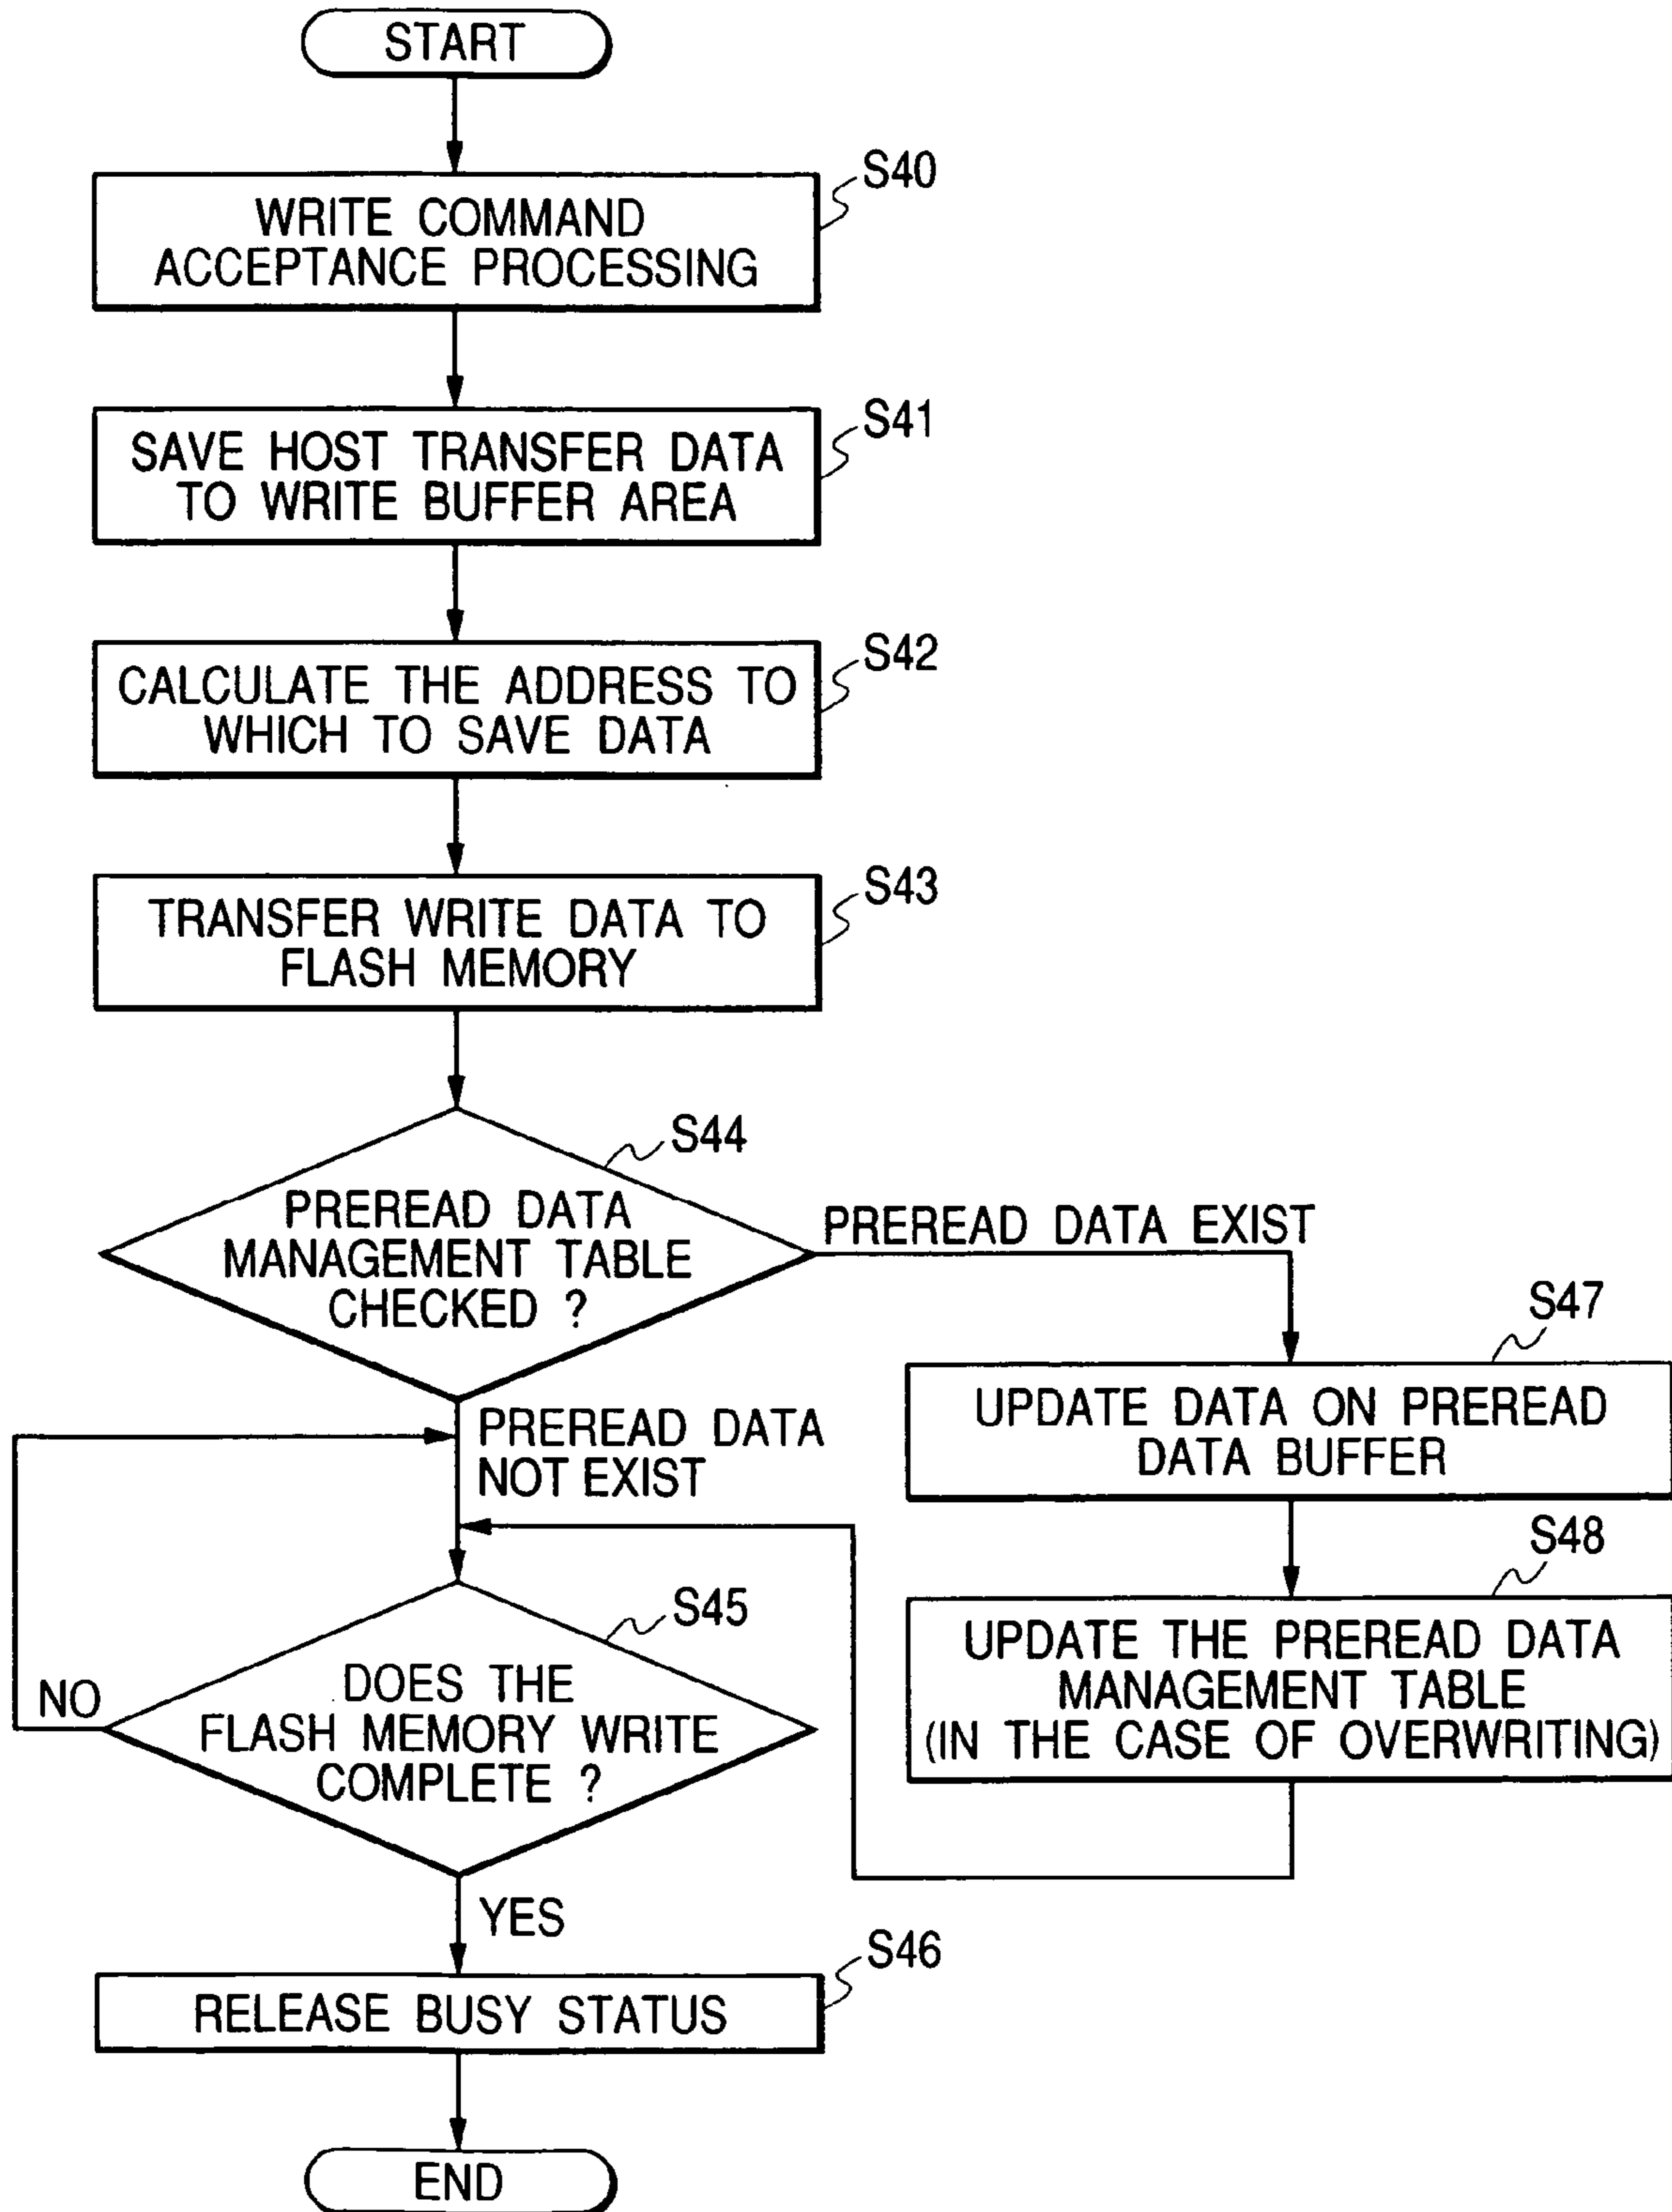 START
S40
WRITE COMMAND
ACCEPTANCE PROCESSING
S41
SAVE HOST TRANSFER DATA
TO WRITE BUFFER AREA
S42
CALCULATE THE ADDRESS TO
WHICH TO SAVE DATA
S43
TRANSFER WRITE DATA TO
FLASH MEMORY
S44
PREREAD DATA
MANAGEMENT TABLE
CHECKED ?
PREREAD DATA EXIST
S47
UPDATE DATA ON PREREAD
DATA BUFFER
PREREAD DATA
NOT EXIST
S48
UPDATE THE PREREAD DATA
MANAGEMENT TABLE
(IN THE CASE OF OVERWRITING)
S45
DOES THE
FLASH MEMORY WRITE
COMPLETE ?
NO
YES
S46
RELEASE BUSY STATUS
END